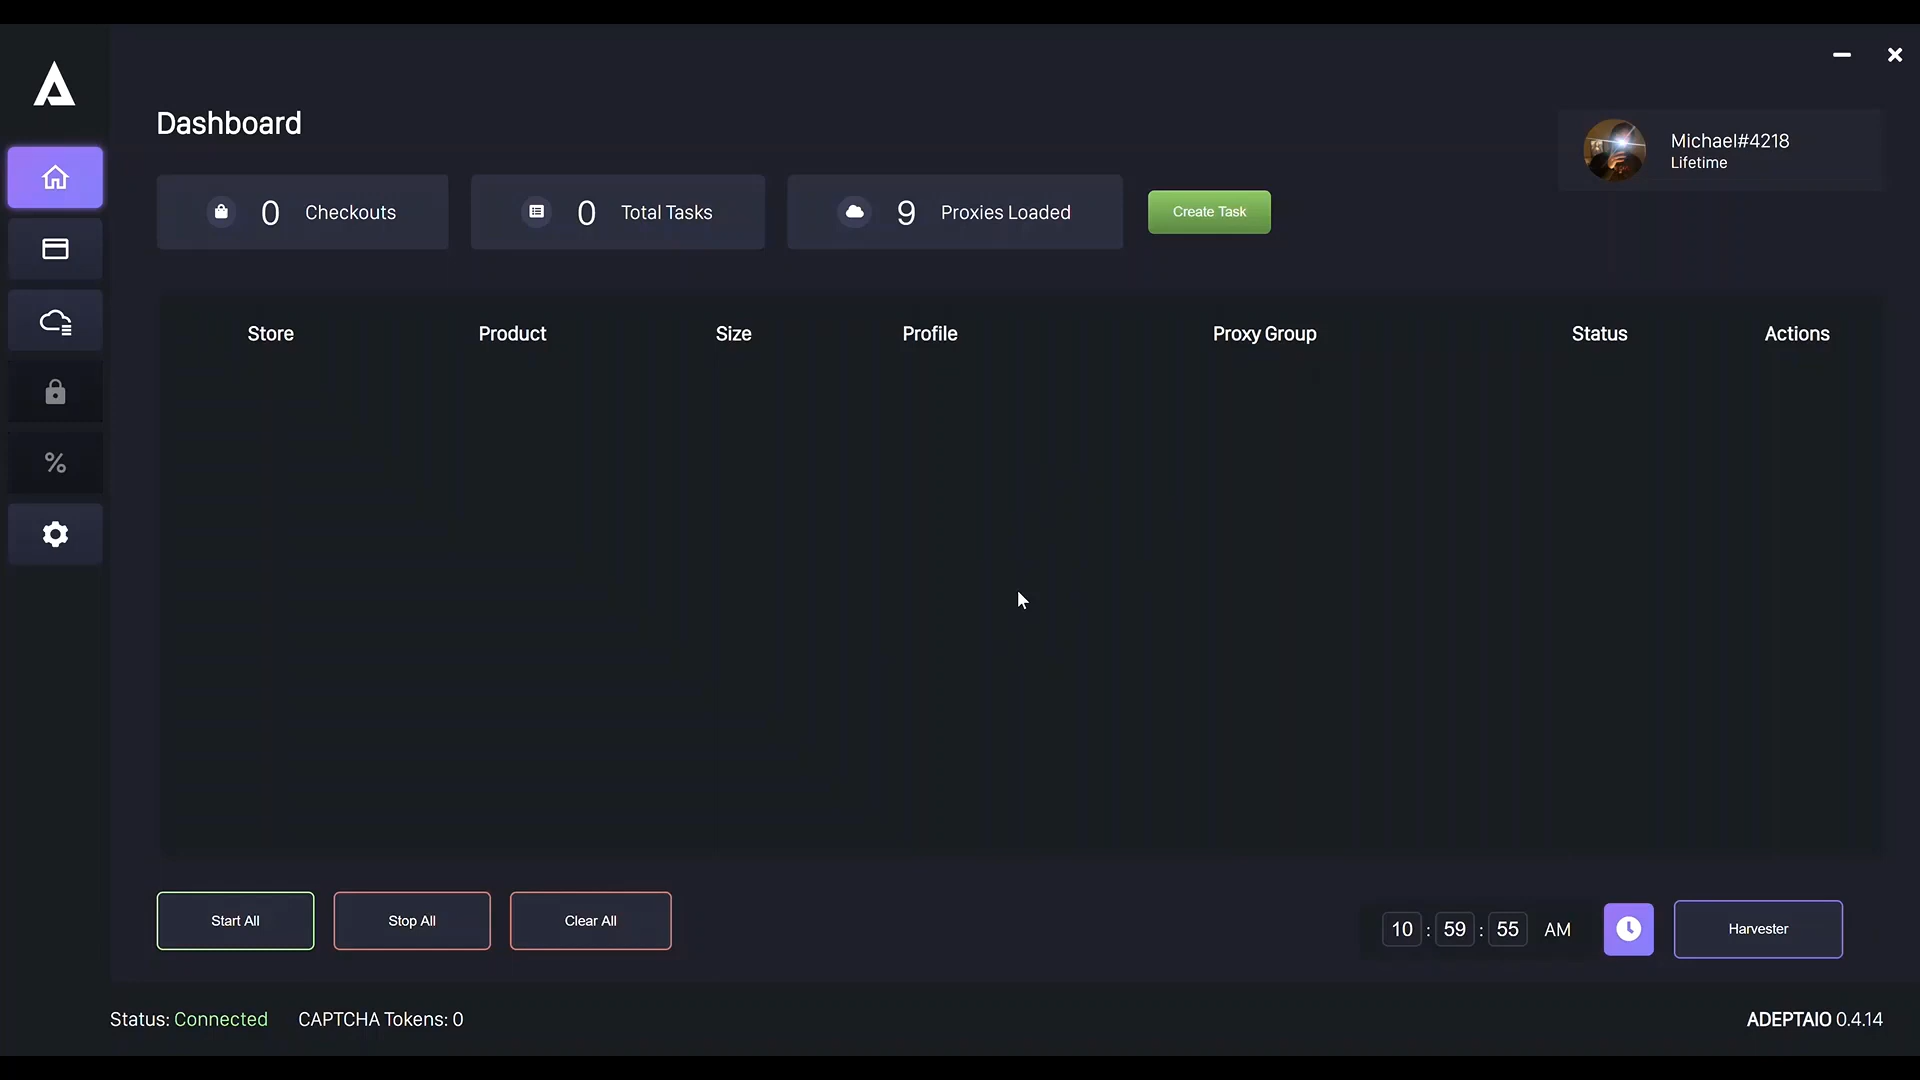 Dashboard
Michael#4218
Lifetime
0 Checkouts
0 Total Tasks
9 Proxies Loaded
Create Task
Store Product Size Profile Proxy Group Status Actions
%
Start All
Stop All
Clear All
10 : 59 : 55 AM
Harvester
Status: Connected
CAPTCHA Tokens: 0
ADEPTAIO 0.4.14